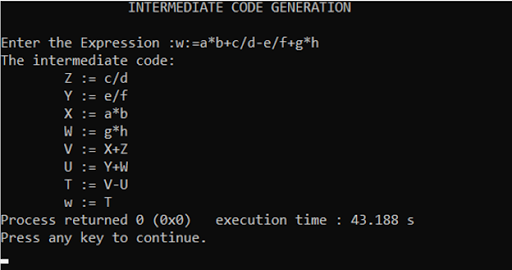 INTERMEDIATE CODE GENERATION
Enter the Expression :w:=a*b+c/d-e/f+g*h
The intermediate code:
Z := c/d
Y := e/f
X := a*b
W := g*h
V := X+Z
U := Y+W
T := V-U
w := T
Process returned 0 (0x0)   execution time : 43.188 s
Press any key to continue.